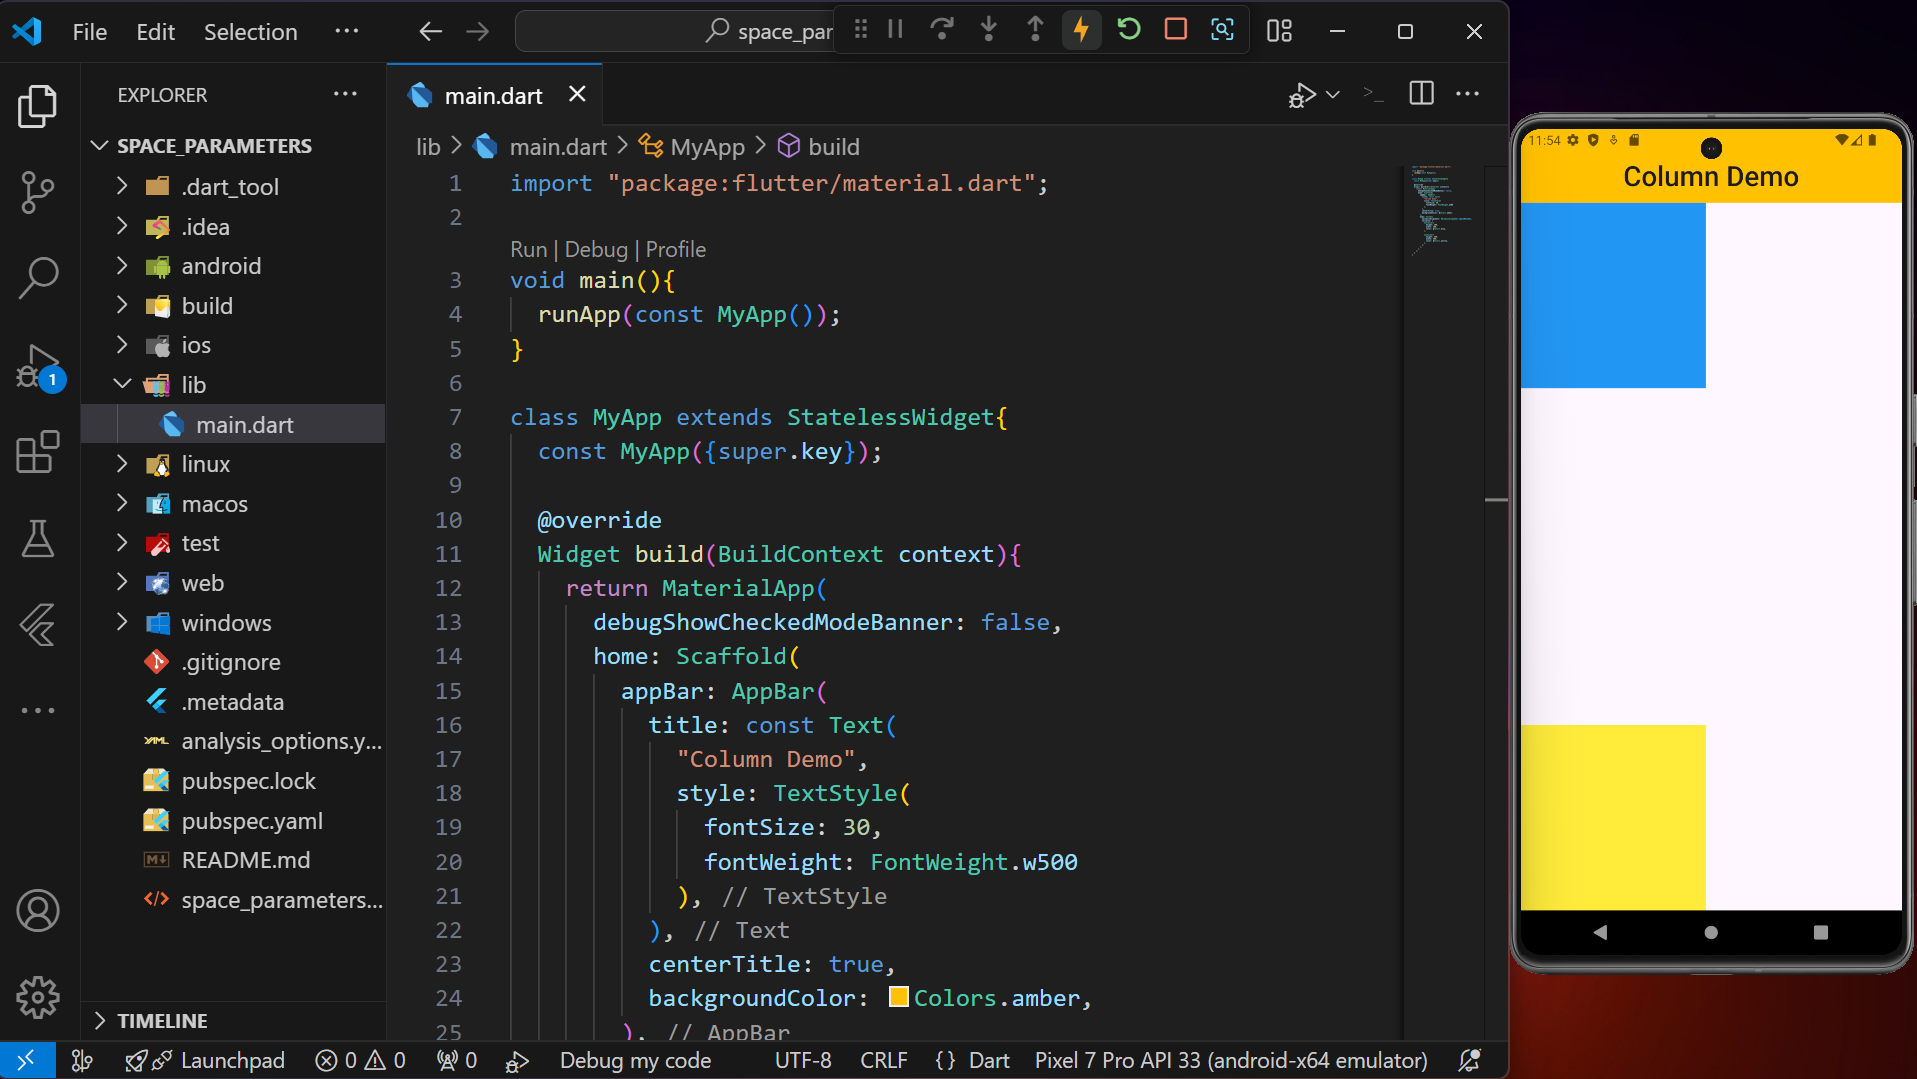 File Edit Selection ···
space_par
EXPLORER
SPACE_PARAMETERS
.dart_tool
.idea
android
build
ios
lib
main.dart
linux
macos
test
web
windows
.gitignore
.metadata
analysis_options.y...
pubspec.lock
pubspec.yaml
README.md
space_parameters...
TIMELINE
1
main.dart
lib > main.dart > MyApp > build
1 import "package:flutter/material.dart";
2
Run | Debug | Profile
3 void main(){
4 runApp(const MyApp());
5 }
6
7 class MyApp extends StatelessWidget{
8 const MyApp({super.key});
9
10 @override
11 Widget build(BuildContext context){
12 return MaterialApp(
13 debugShowCheckedModeBanner: false,
14 home: Scaffold(
15 appBar: AppBar(
16 title: const Text(
17 "Column Demo",
18 style: TextStyle(
19 fontSize: 30,
20 fontWeight: FontWeight.w500
21 ), // TextStyle
22 ), // Text
23 centerTitle: true,
24 backgroundColor: Colors.amber,
25 ), // AppBar
Launchpad 0 0 0 Debug my code UTF-8 CRLF {} Dart Pixel 7 Pro API 33 (android-x64 emulator)
11:54
Column Demo